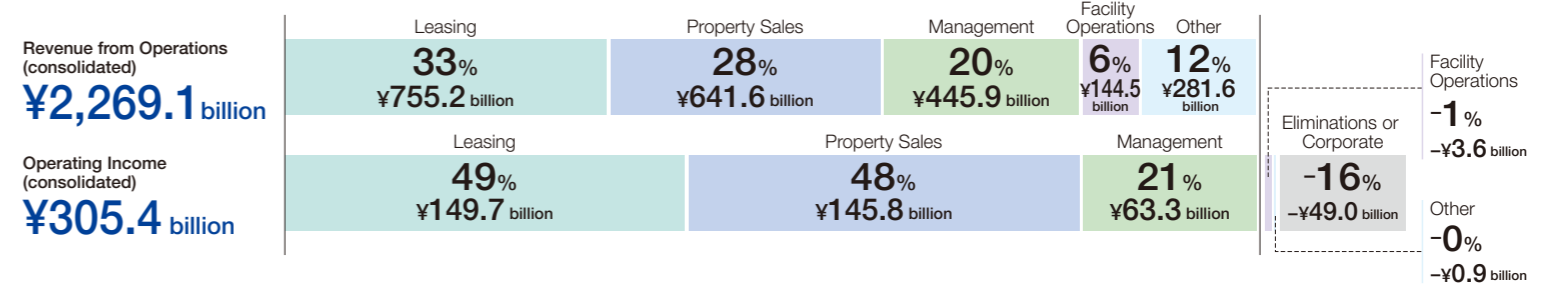 Revenue from Operations
(consolidated)
¥2,269.1 billion
Leasing
33%
¥755.2 billion
Property Sales
28%
¥641.6 billion
Management
20%
¥445.9 billion
Facility
Operations
6%
¥144.5
billion
Other
12%
¥281.6
billion
Operating Income
(consolidated)
¥305.4 billion
Leasing
49%
¥149.7 billion
Property Sales
48%
¥145.8 billion
Management
21%
¥63.3 billion
Eliminations or
Corporate
-16%
-¥49.0 billion
Facility
Operations
-1%
-¥3.6 billion
Other
-0%
-¥0.9 billion